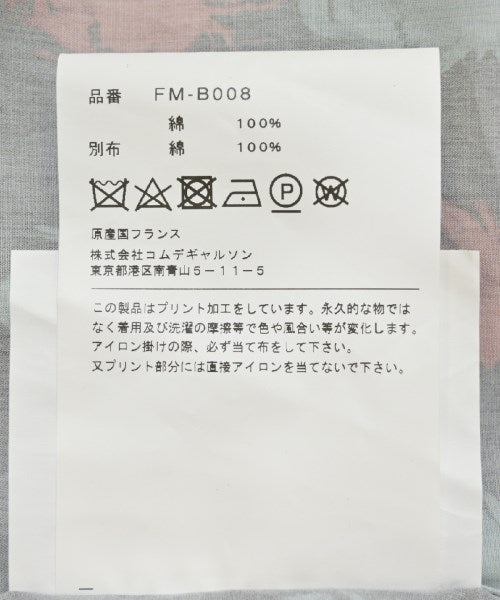 品番 FM-B008
綿 100%
別布 綿 100%
P W
原産国フランス
株式会社コムデギャルソン
東京都港区南青山5-11-5
この製品はプリント加工をしています。永久的な物では
なく着用及び洗濯の摩擦等で色や風合い等が変化します。
アイロン掛けの際、必ず当て布をして下さい。
又プリント部分には直接アイロンを当てないで下さい。